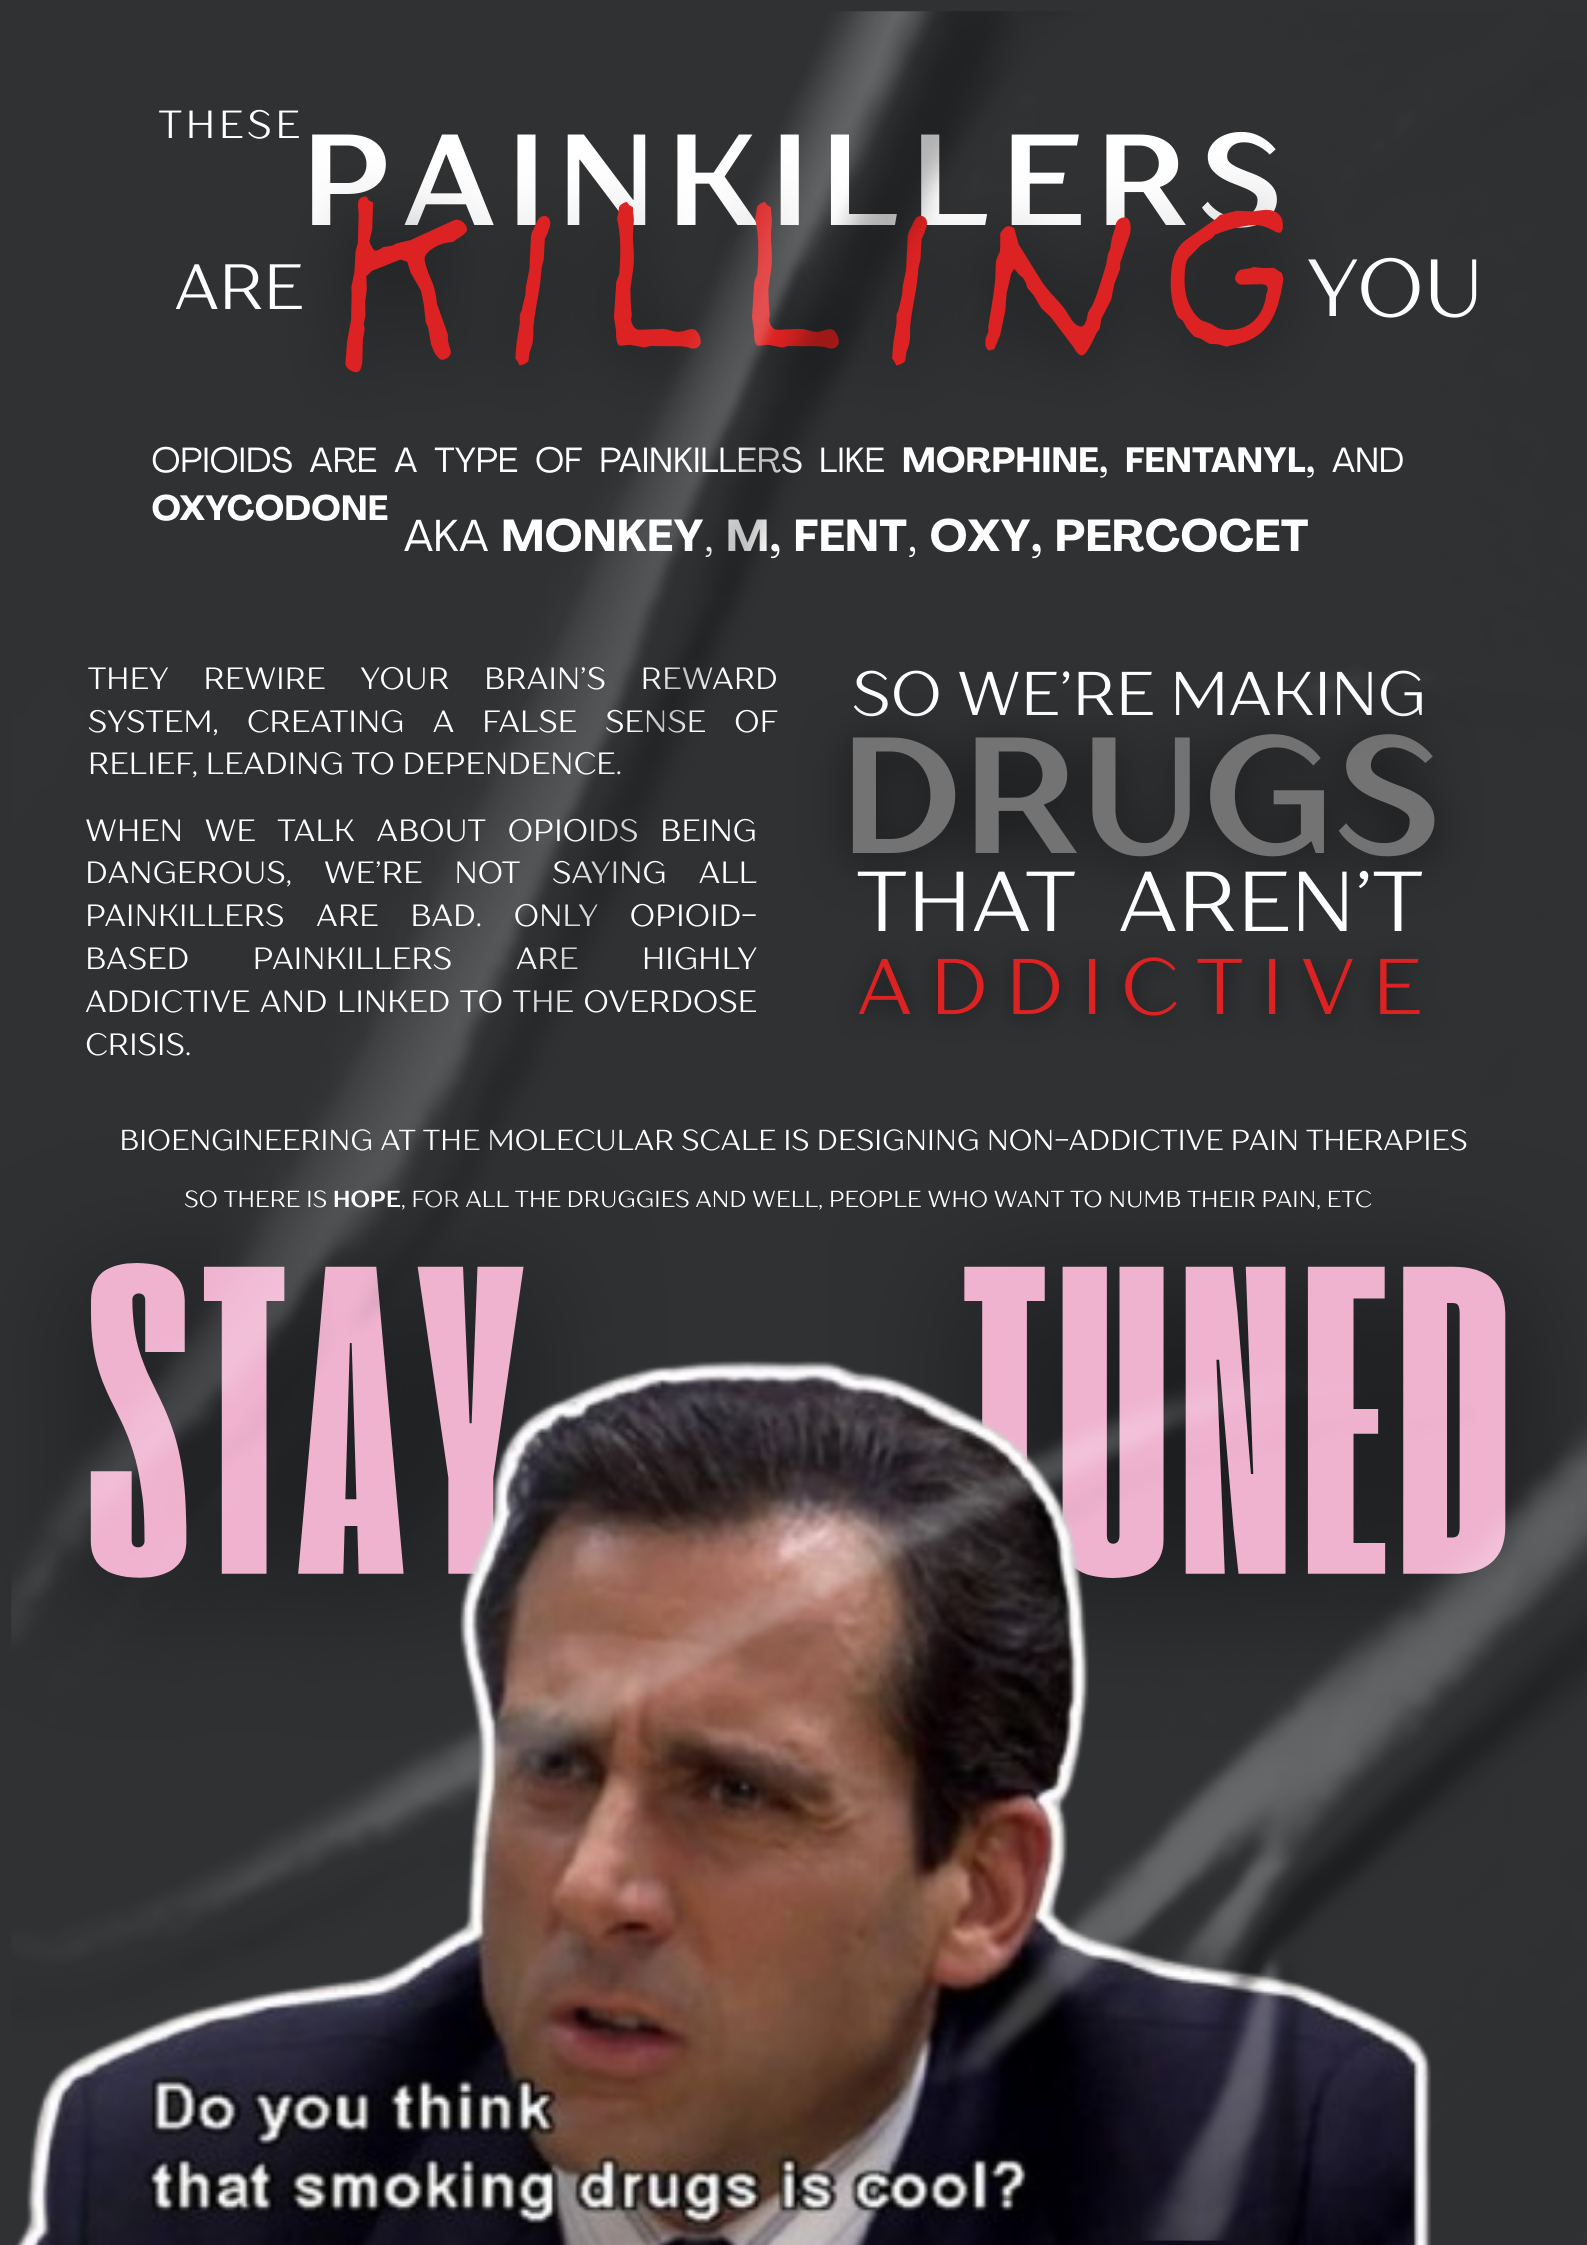 THESE
PAINKILLERS
ARE KILLING YOU
OPIOIDS ARE A TYPE OF PAINKILLERS LIKE MORPHINE, FENTANYL, AND
OXYCODONE
AKA MONKEY, M, FENT, OXY, PERCOCET
THEY REWIRE YOUR BRAIN'S REWARD
SYSTEM, CREATING A FALSE SENSE OF
RELIEF, LEADING TO DEPENDENCE.
WHEN WE TALK ABOUT OPIOIDS BEING
DANGEROUS, WE'RE NOT SAYING ALL
PAINKILLERS ARE BAD. ONLY OPIOID-
BASED PAINKILLERS ARE HIGHLY
ADDICTIVE AND LINKED TO THE OVERDOSE
CRISIS.
SO WE'RE MAKING
DRUGS
THAT AREN'T
ADDICTIVE
BIOENGINEERING AT THE MOLECULAR SCALE IS DESIGNING NON-ADDICTIVE PAIN THERAPIES
SO THERE IS HOPE, FOR ALL THE DRUGGIES AND WELL, PEOPLE WHO WANT TO NUMB THEIR PAIN, ETC
STAY TUNED
Do you think
that smoking drugs is cool?